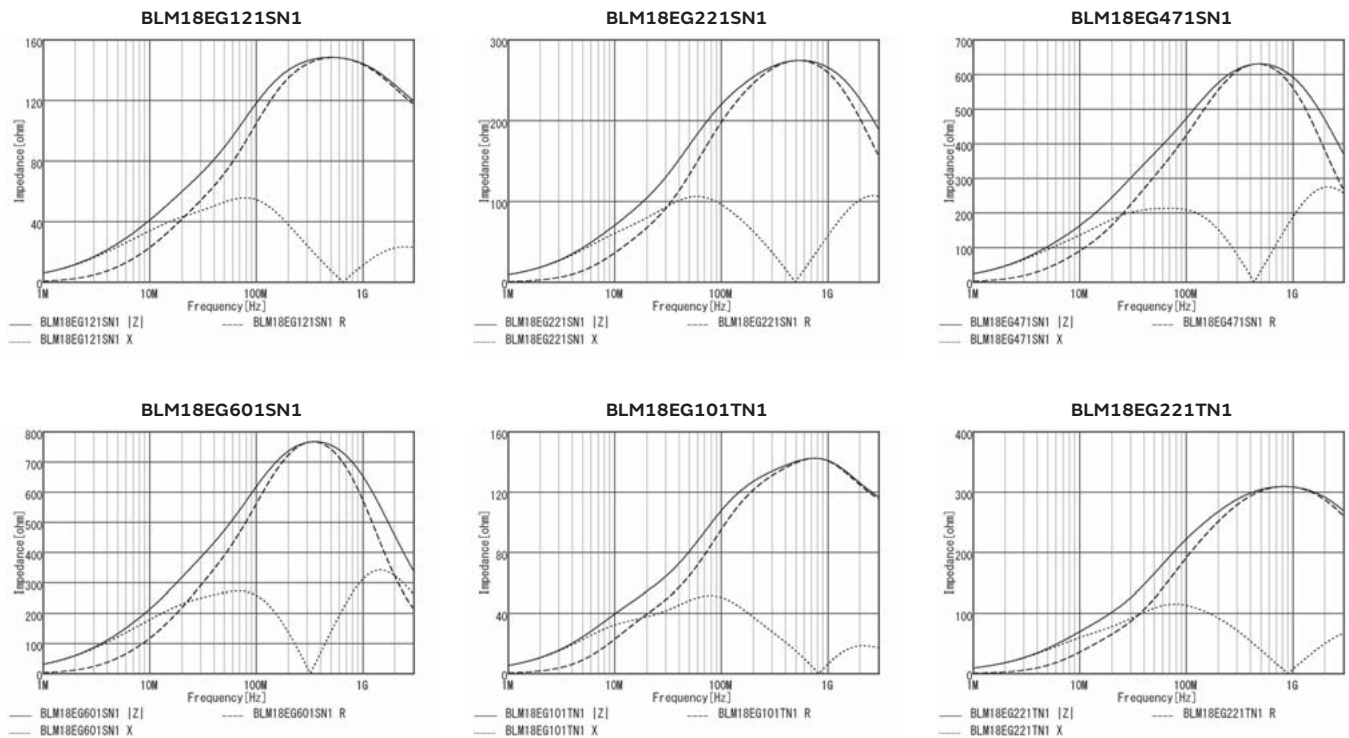 BLM18EG121SN1
160
120
80
40
0
Impedance[ohm]
1M 10M 100M 1G
Frequency[Hz]
BLM18EG121SN1 |Z| BLM18EG121SN1 R
BLM18EG121SN1 X
BLM18EG221SN1
300
200
100
0
Impedance[ohm]
1M 10M 100M 1G
Frequency[Hz]
BLM18EG221SN1 |Z| BLM18EG221SN1 R
BLM18EG221SN1 X
BLM18EG471SN1
700
600
500
400
300
200
100
0
Impedance[ohm]
1M 10M 100M 1G
Frequency[Hz]
BLM18EG471SN1 |Z| BLM18EG471SN1 R
BLM18EG471SN1 X
BLM18EG601SN1
800
700
600
500
400
300
200
100
0
Impedance[ohm]
1M 10M 100M 1G
Frequency[Hz]
BLM18EG601SN1 |Z| BLM18EG601SN1 R
BLM18EG601SN1 X
BLM18EG101TN1
160
120
80
40
0
Impedance[ohm]
1M 10M 100M 1G
Frequency[Hz]
BLM18EG101TN1 |Z| BLM18EG101TN1 R
BLM18EG101TN1 X
BLM18EG221TN1
400
300
200
100
0
Impedance[ohm]
1M 10M 100M 1G
Frequency[Hz]
BLM18EG221TN1 |Z| BLM18EG221TN1 R
BLM18EG221TN1 X